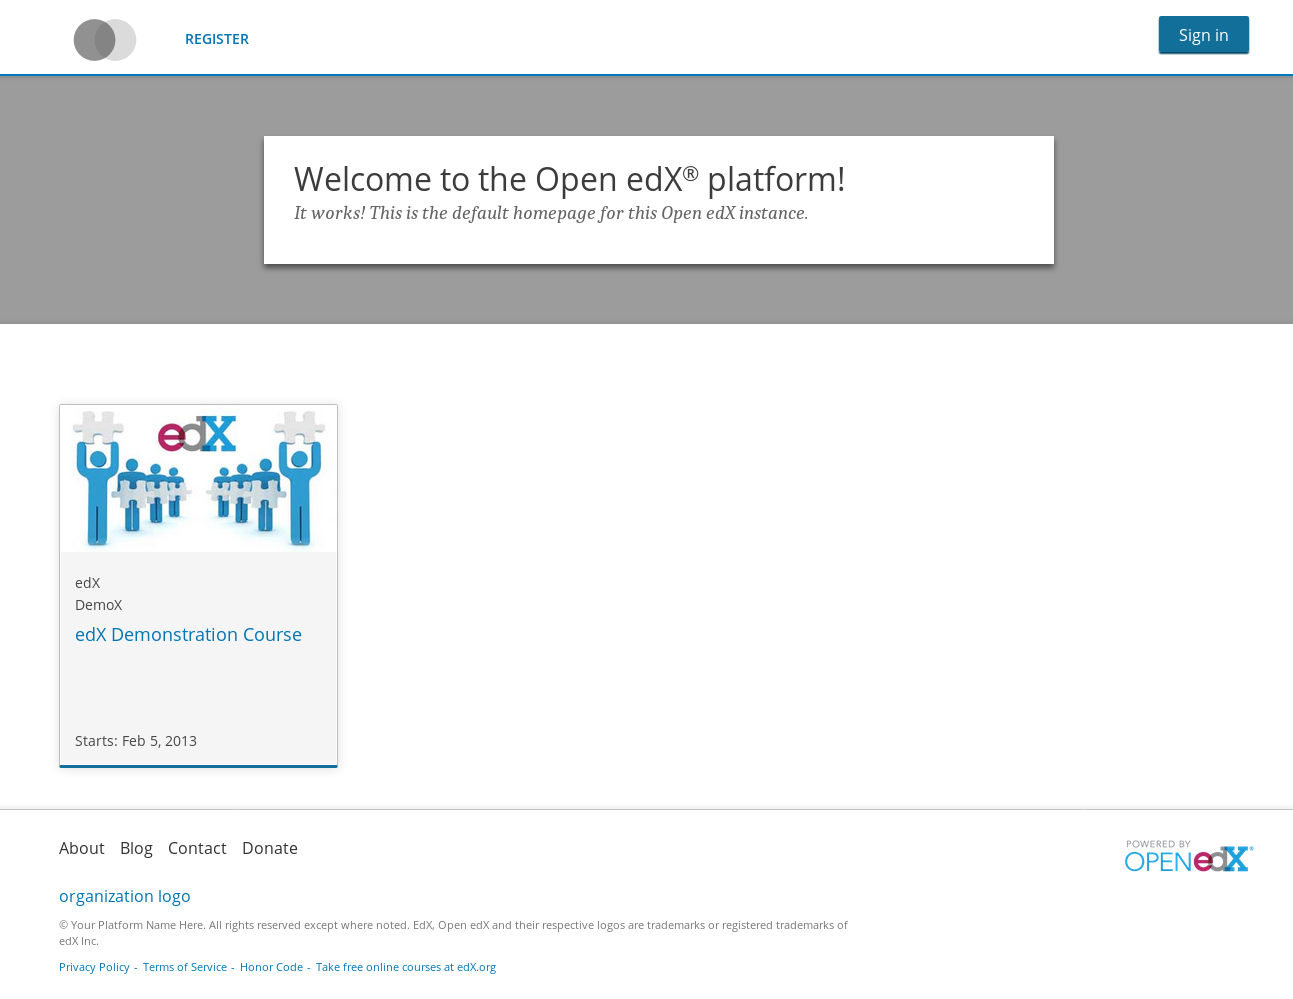 REGISTER
Sign in
Welcome to the Open edX® platform!
It works! This is the default homepage for this Open edX instance.
edX
edX
DemoX
edX Demonstration Course
Starts: Feb 5, 2013
About Blog Contact Donate
POWERED BY
OPEN edX®
organization logo
© Your Platform Name Here. All rights reserved except where noted. EdX, Open edX and their respective logos are trademarks or registered trademarks of
edX Inc.
Privacy Policy - Terms of Service - Honor Code - Take free online courses at edX.org